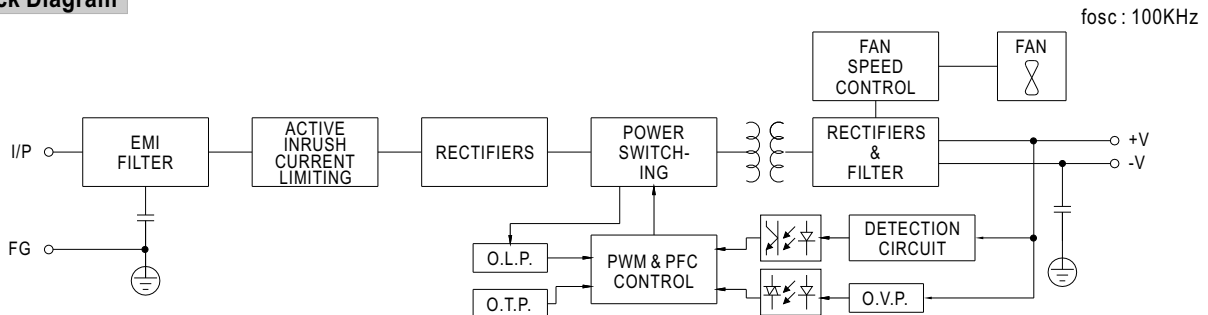 ck Diagram
fosc : 100KHz
I/P
EMI
FILTER
ACTIVE
INRUSH
CURRENT
LIMITING
RECTIFIERS
POWER
SWITCH-
ING
FAN
SPEED
CONTROL
FAN
RECTIFIERS
&
FILTER
+V
-V
FG
O.L.P.
O.T.P.
PWM & PFC
CONTROL
DETECTION
CIRCUIT
O.V.P.